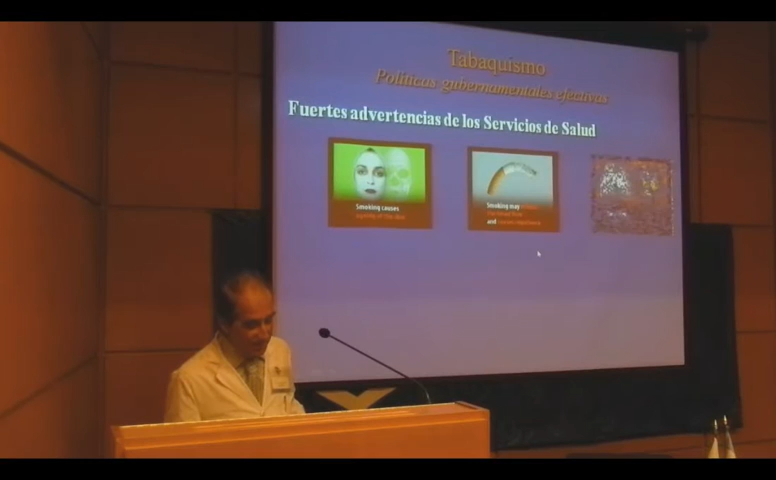 Tabaquismo
Políticas gubernamentales efectivas
Fuertes advertencias de los Servicios de Salud
Smoking causes
Smoking may
and